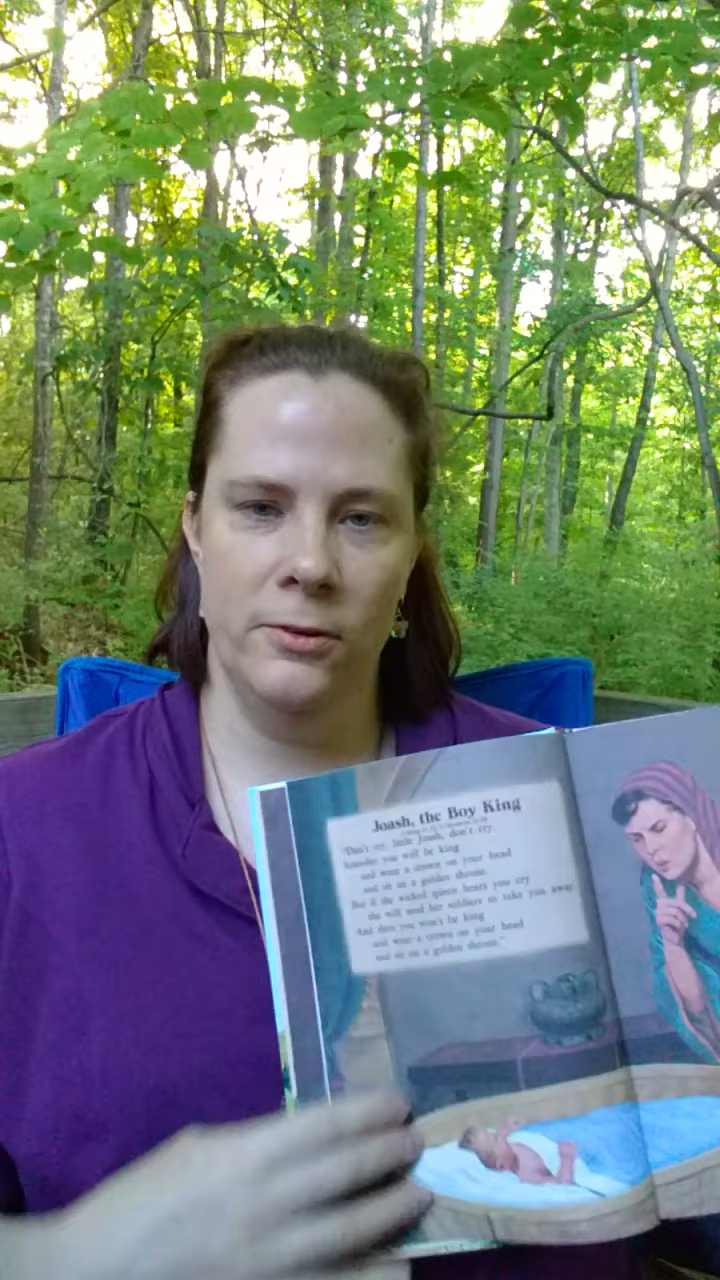 Joash, the Boy King
"Don't cry, little Joash, don't cry.
Someday you will be king
and wear a crown on your head
and sit on a golden throne.
But if the wicked queen hears you cry
she will send her soldiers to take you away.
And then you won't be king
and wear a crown on your head
and sit on a golden throne."